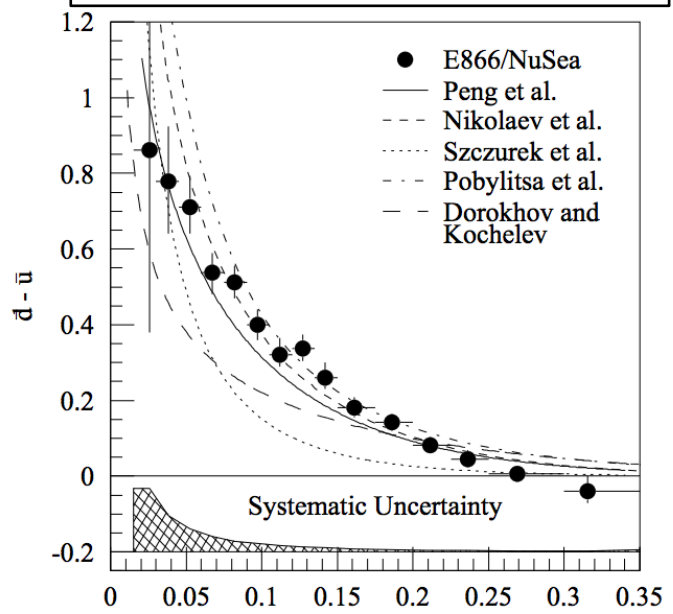 1.2
1
0.8
0.6
0.4
0.2
0
-0.2
d̄ - ū
E866/NuSea
Peng et al.
Nikolaev et al.
Szczurek et al.
Pobylitsa et al.
Dorokhov and
Kochelev
Systematic Uncertainty
0 0.05 0.1 0.15 0.2 0.25 0.3 0.35